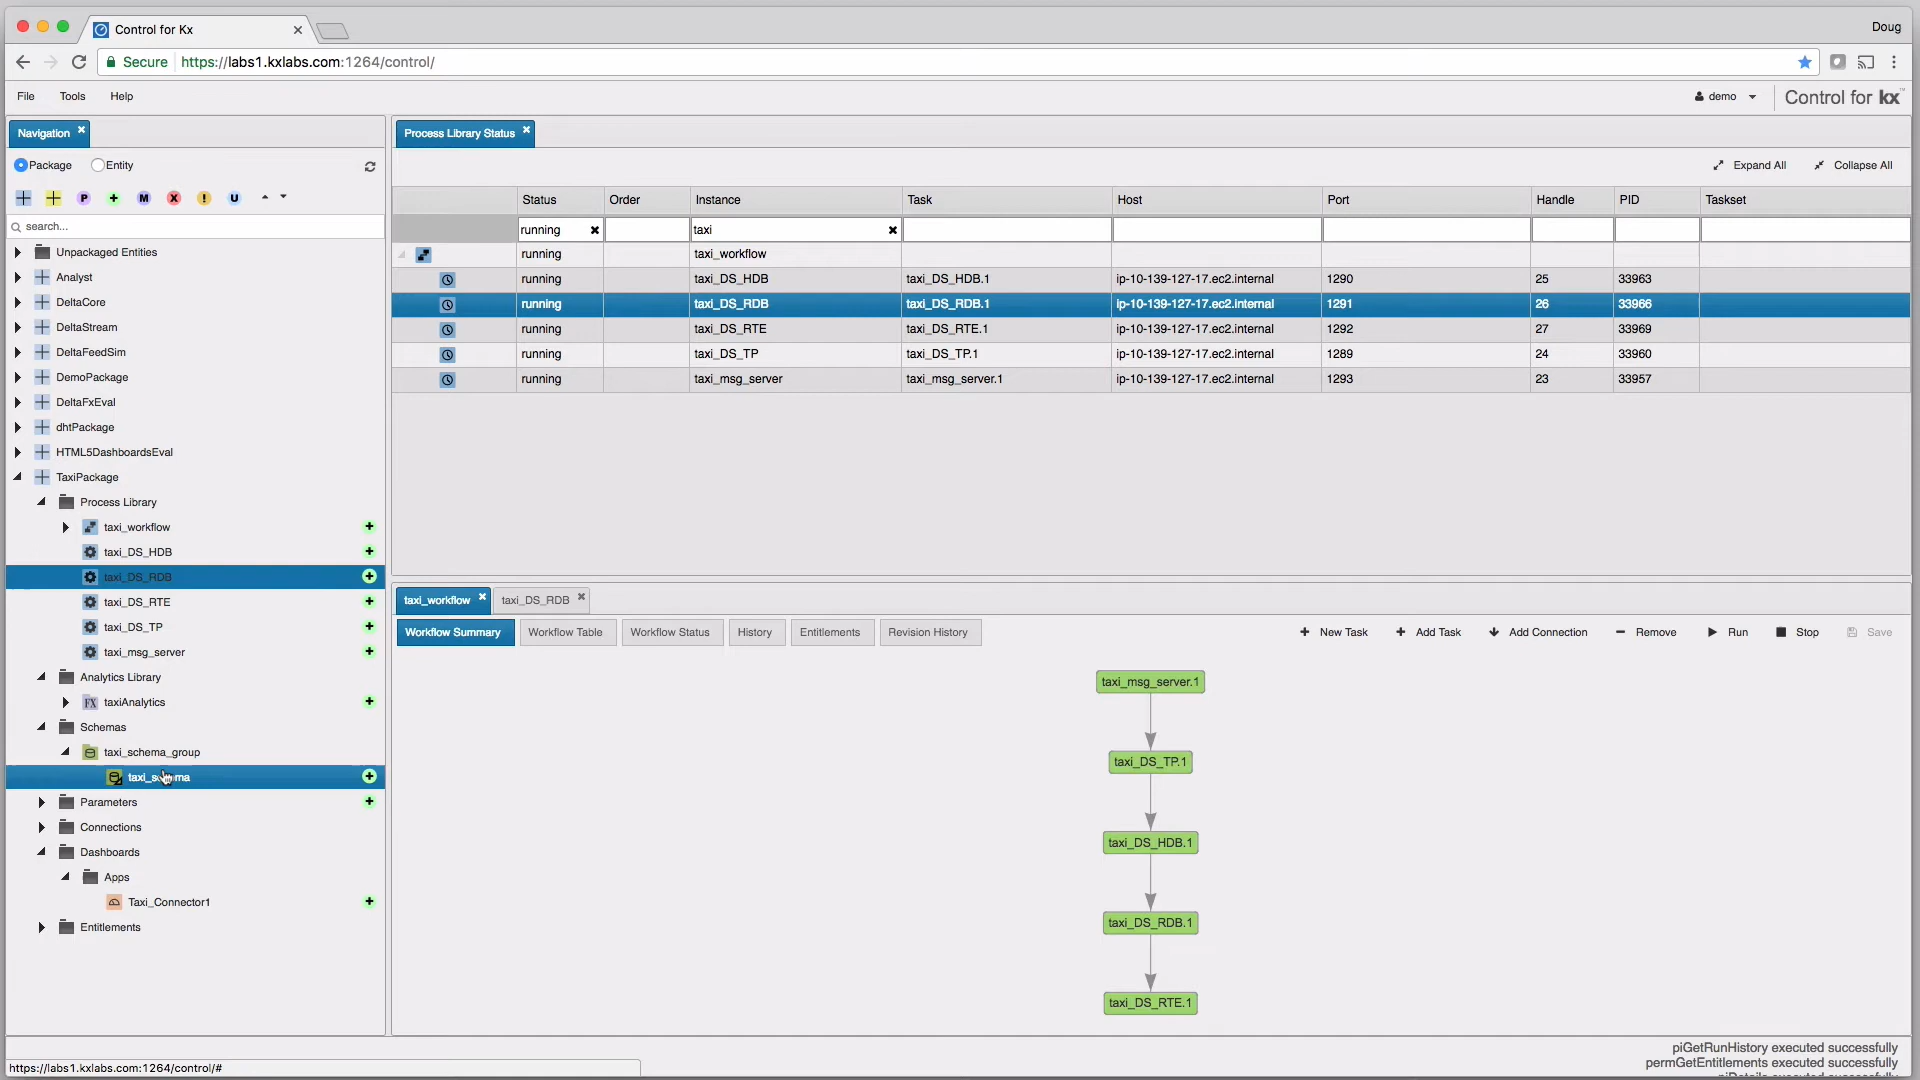 Control for Kx
Doug
Secure https://labs1.kxlabs.com:1264/control/
File Tools Help
demo
Control for kx™
Navigation
Package Entity
P M X ! U
search...
Unpackaged Entities
Analyst
DeltaCore
DeltaStream
DeltaFeedSim
DemoPackage
DeltaFxEval
dhtPackage
HTML5DashboardsEval
TaxiPackage
Process Library
taxi_workflow
taxi_DS_HDB
taxi_DS_RDB
taxi_DS_RTE
taxi_DS_TP
taxi_msg_server
Analytics Library
FX taxiAnalytics
Schemas
taxi_schema_group
taxi_schema
Parameters
Connections
Dashboards
Apps
Taxi_Connector1
Entitlements
Process Library Status
Expand All Collapse All
Status Order Instance Task Host Port Handle PID Taskset
running taxi
running taxi_workflow
running taxi_DS_HDB taxi_DS_HDB.1 ip-10-139-127-17.ec2.internal 1290 25 33963
running taxi_DS_RDB taxi_DS_RDB.1 ip-10-139-127-17.ec2.internal 1291 26 33966
running taxi_DS_RTE taxi_DS_RTE.1 ip-10-139-127-17.ec2.internal 1292 27 33969
running taxi_DS_TP taxi_DS_TP.1 ip-10-139-127-17.ec2.internal 1289 24 33960
running taxi_msg_server taxi_msg_server.1 ip-10-139-127-17.ec2.internal 1293 23 33957
taxi_workflow taxi_DS_RDB
Workflow Summary Workflow Table Workflow Status History Entitlements Revision History
New Task Add Task Add Connection Remove Run Stop Save
taxi_msg_server.1
taxi_DS_TP.1
taxi_DS_HDB.1
taxi_DS_RDB.1
taxi_DS_RTE.1
piGetRunHistory executed successfully
permGetEntitlements executed successfully
https://labs1.kxlabs.com:1264/control/#